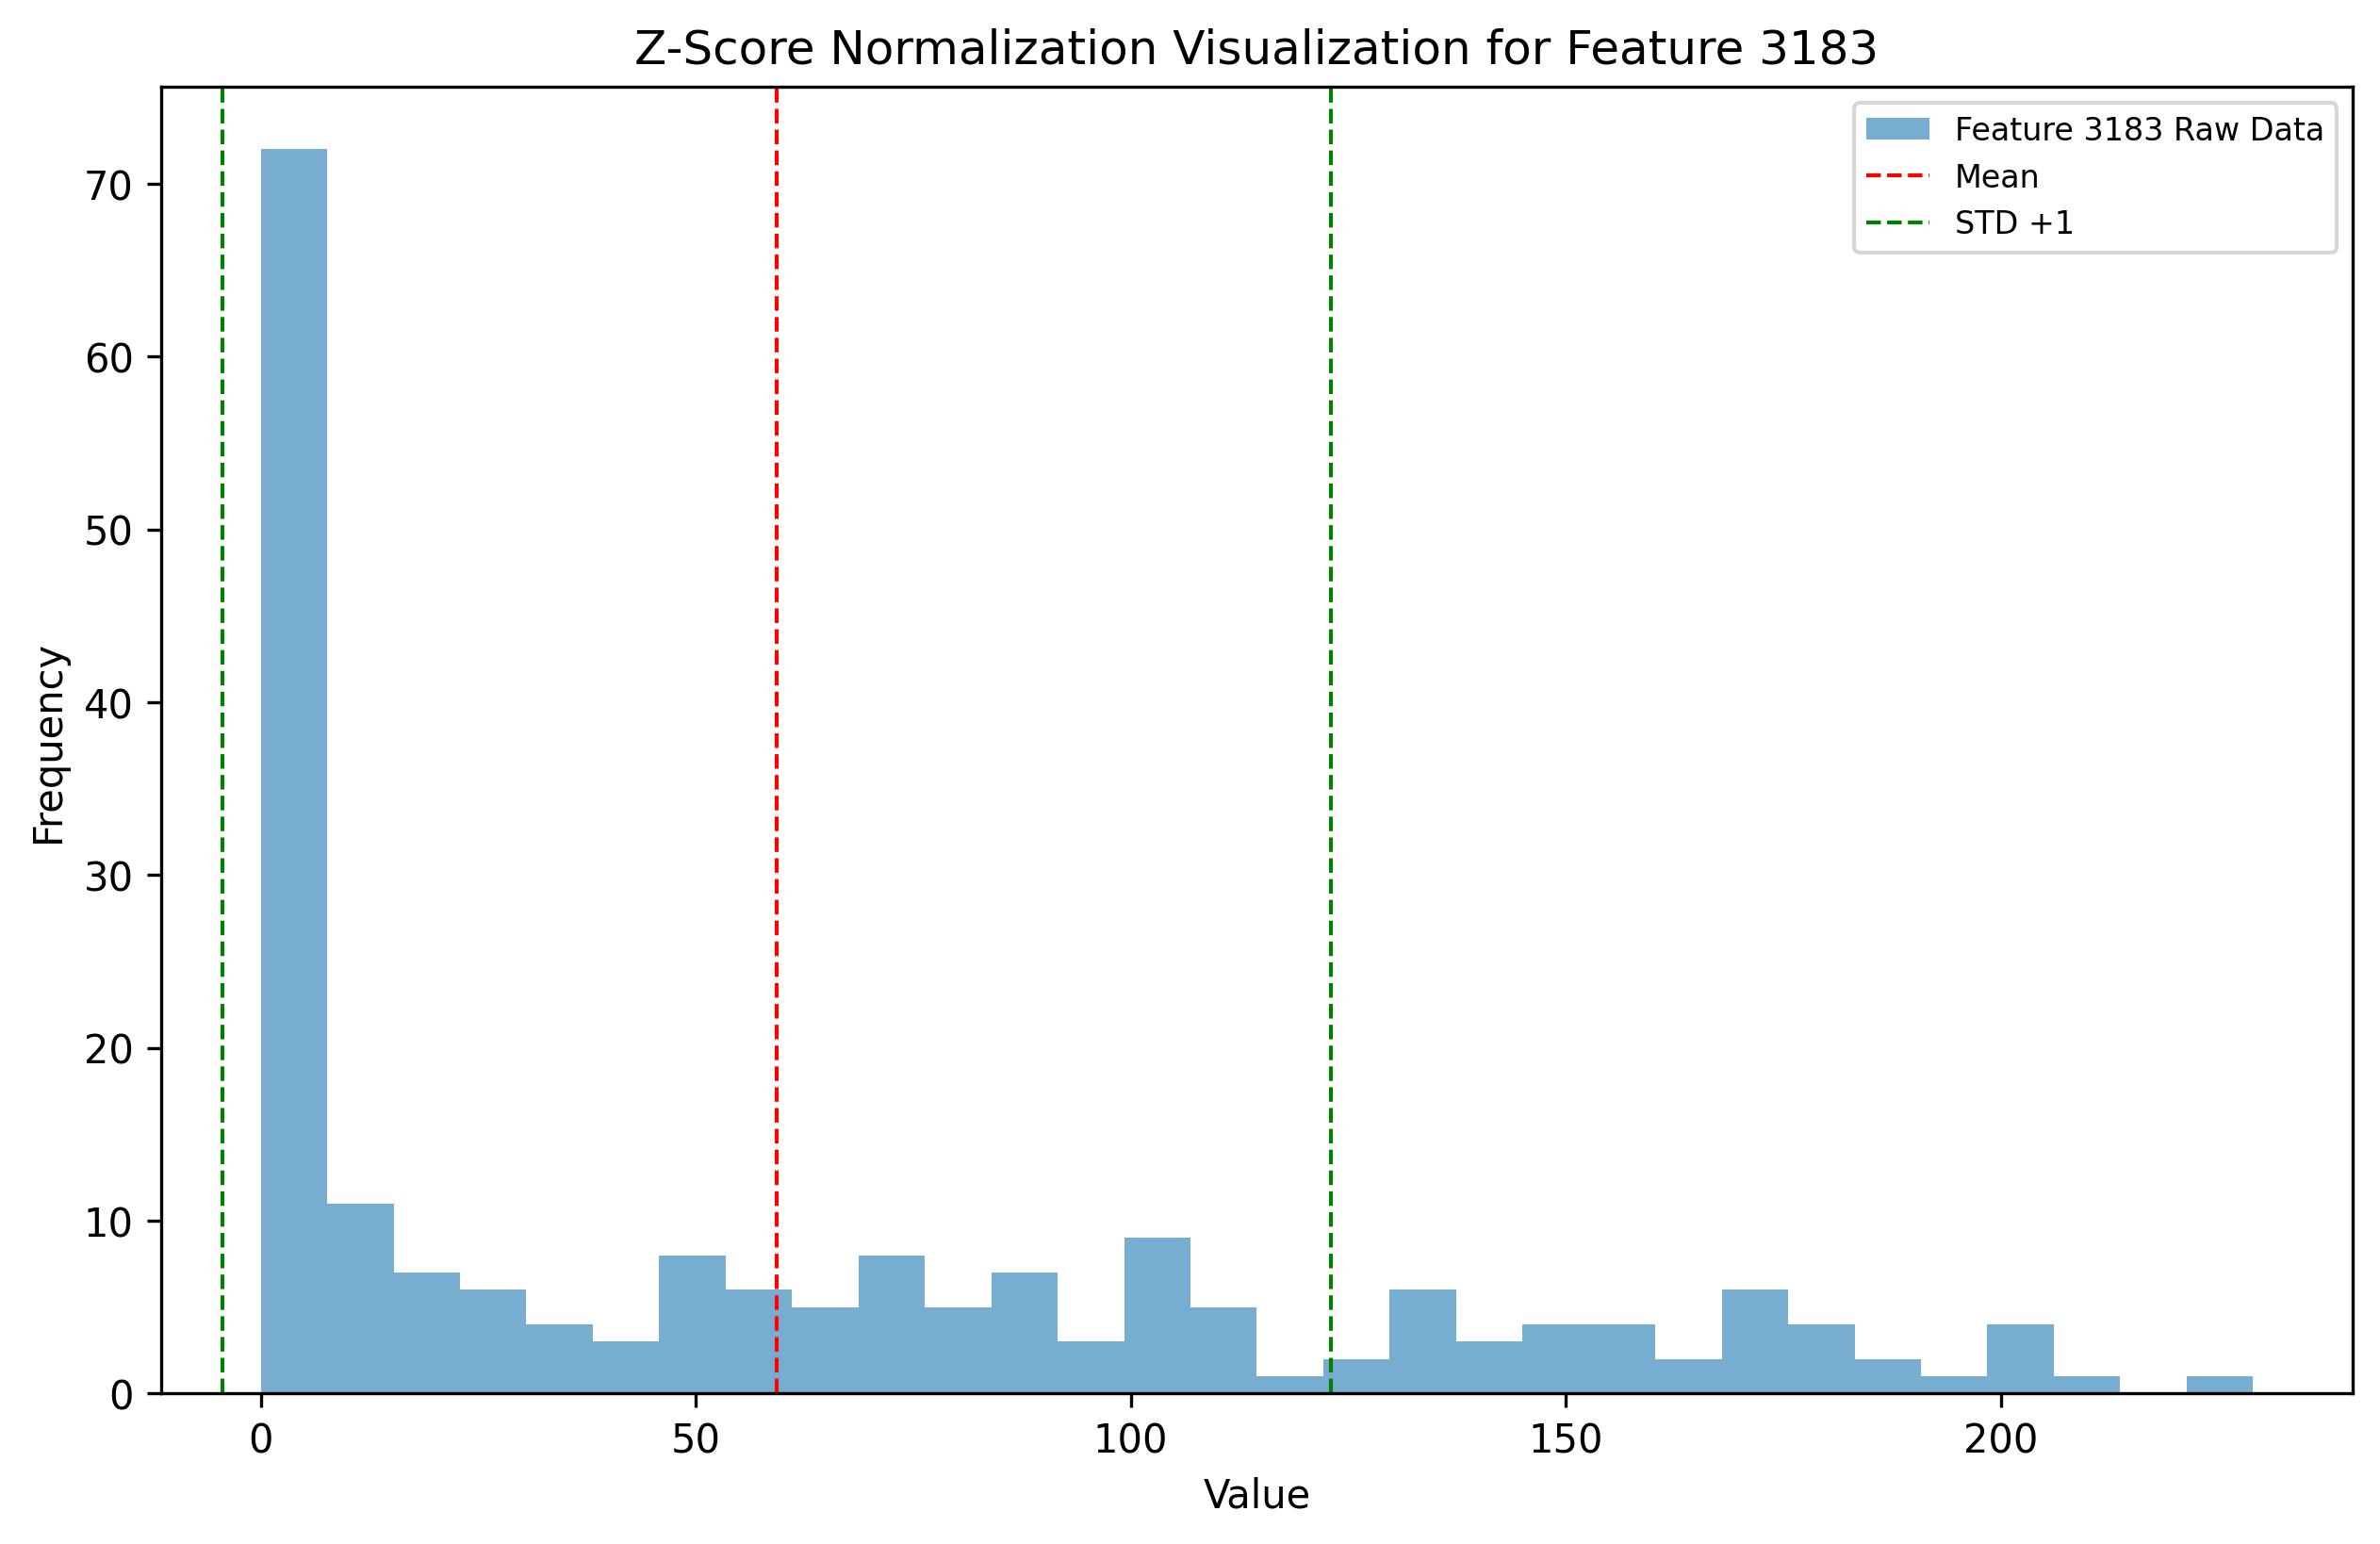 Z-Score Normalization Visualization for Feature 3183
Feature 3183 Raw Data
Mean
STD +1
Frequency
70
60
50
40
30
20
10
0
0 50 100 150 200
Value